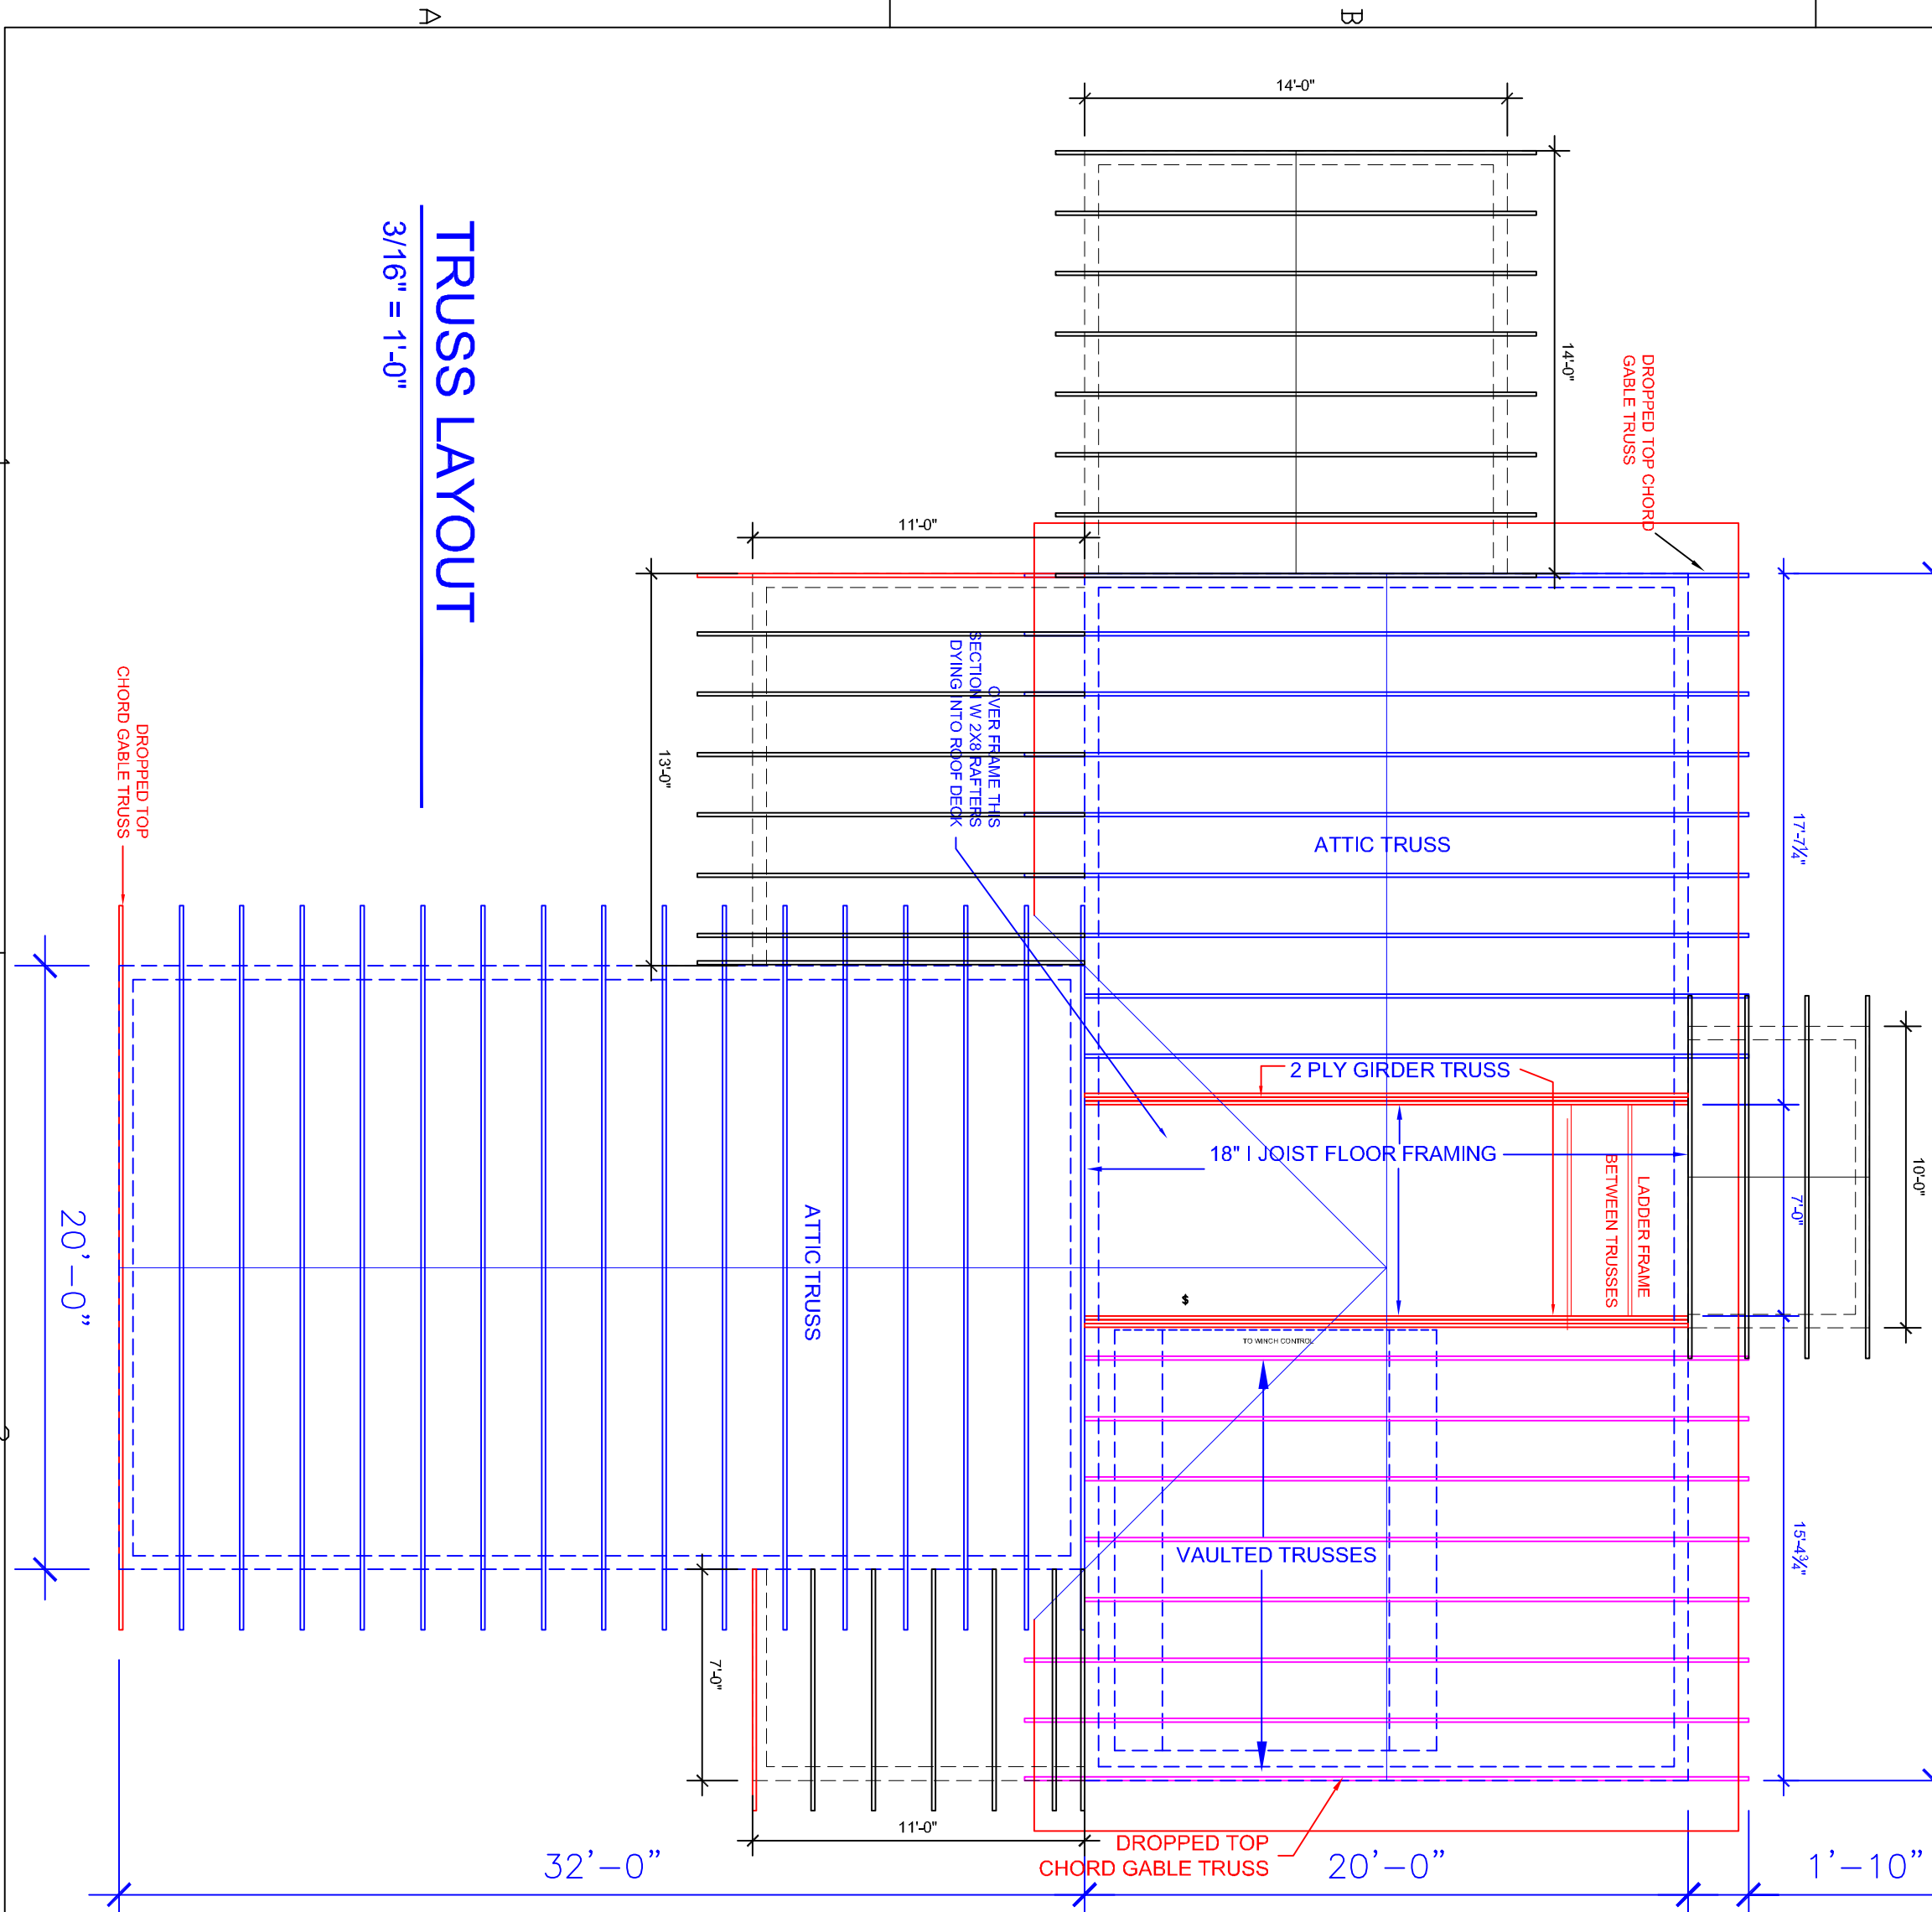 A
B
14'-0"
14'-0"
DROPPED TOP CHORD
GABLE TRUSS
TRUSS LAYOUT
3/16" = 1'-0"
11'-0"
13'-0"
OVER FRAME THIS
SECTION W 2X8 RAFTERS
DYING INTO ROOF DECK
ATTIC TRUSS
17'-7¼"
DROPPED TOP
CHORD GABLE TRUSS
2 PLY GIRDER TRUSS
18" I JOIST FLOOR FRAMING
LADDER FRAME
BETWEEN TRUSSES
7'-0"
10'-0"
20'-0"
ATTIC TRUSS
$
TO WINCH CONTROL
VAULTED TRUSSES
15'-4¾"
7'-0"
11'-0"
DROPPED TOP
CHORD GABLE TRUSS
32'-0"
20'-0"
1'-10"